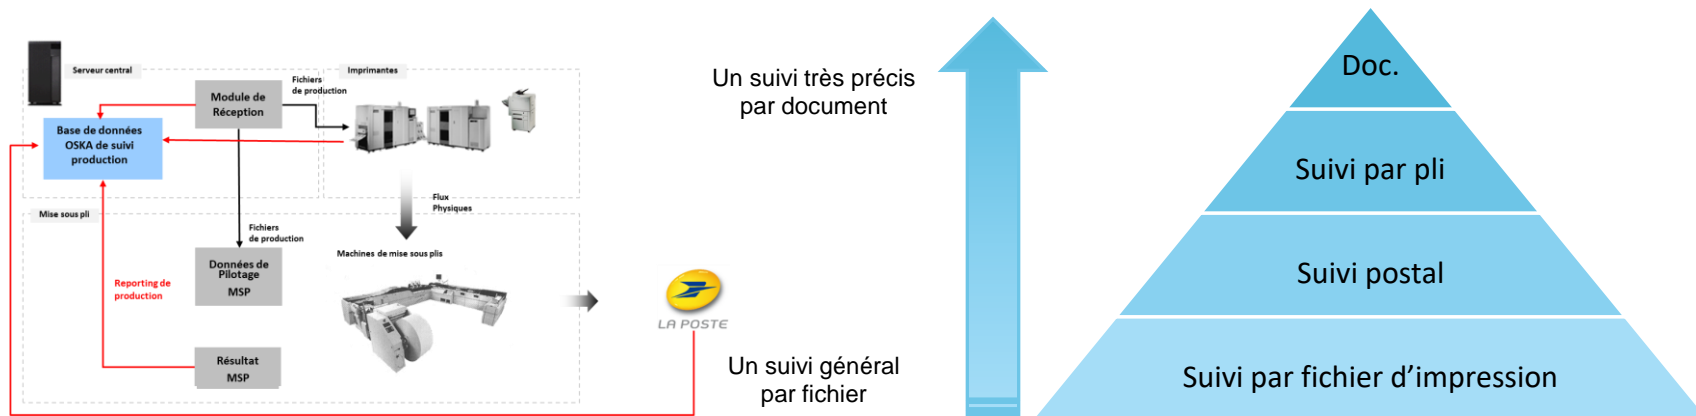 Serveur central
Imprimantes
Fichiers
de production
Module de
Réception
Base de données
OSKA de suivi
production
Flux
Physiques
Mise sous pli
Fichiers
de production
Machines de mise sous plis
Données de
Pilotage
MSP
Reporting de
production
Résultat
MSP
LA POSTE
Un suivi très précis
par document
Un suivi général
par fichier
Doc.
Suivi par pli
Suivi postal
Suivi par fichier d’impression